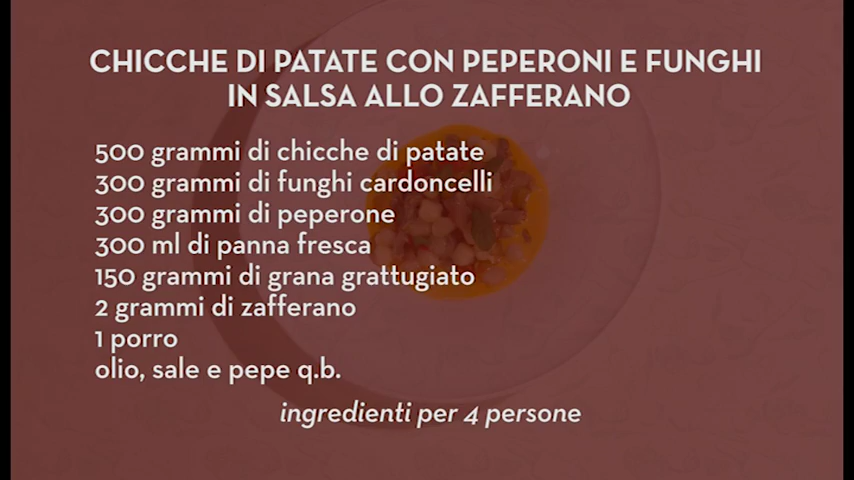 CHICCHE DI PATATE CON PEPERONI E FUNGHI
IN SALSA ALLO ZAFFERANO
500 grammi di chicche di patate
300 grammi di funghi cardoncelli
300 grammi di peperone
300 ml di panna fresca
150 grammi di grana grattugiato
2 grammi di zafferano
1 porro
olio, sale e pepe q.b.
ingredienti per 4 persone